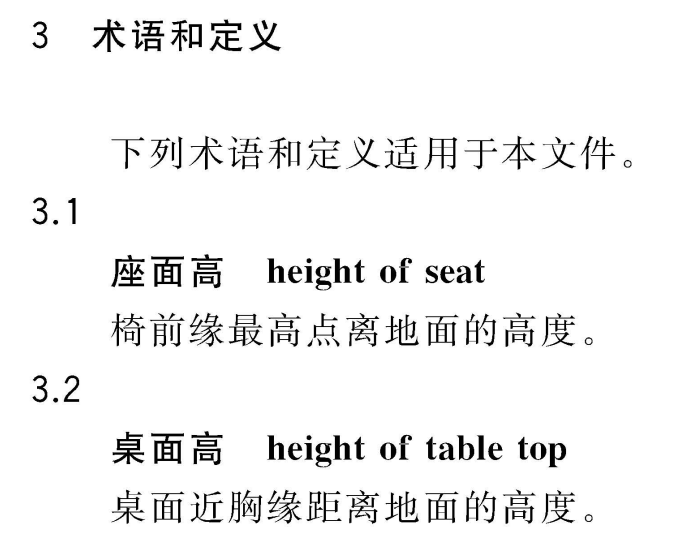 3 术语和定义
下列术语和定义适用于本文件。
3.1
座面高 height of seat
椅前缘最高点离地面的高度。
3.2
桌面高 height of table top
桌面近胸缘距离地面的高度。